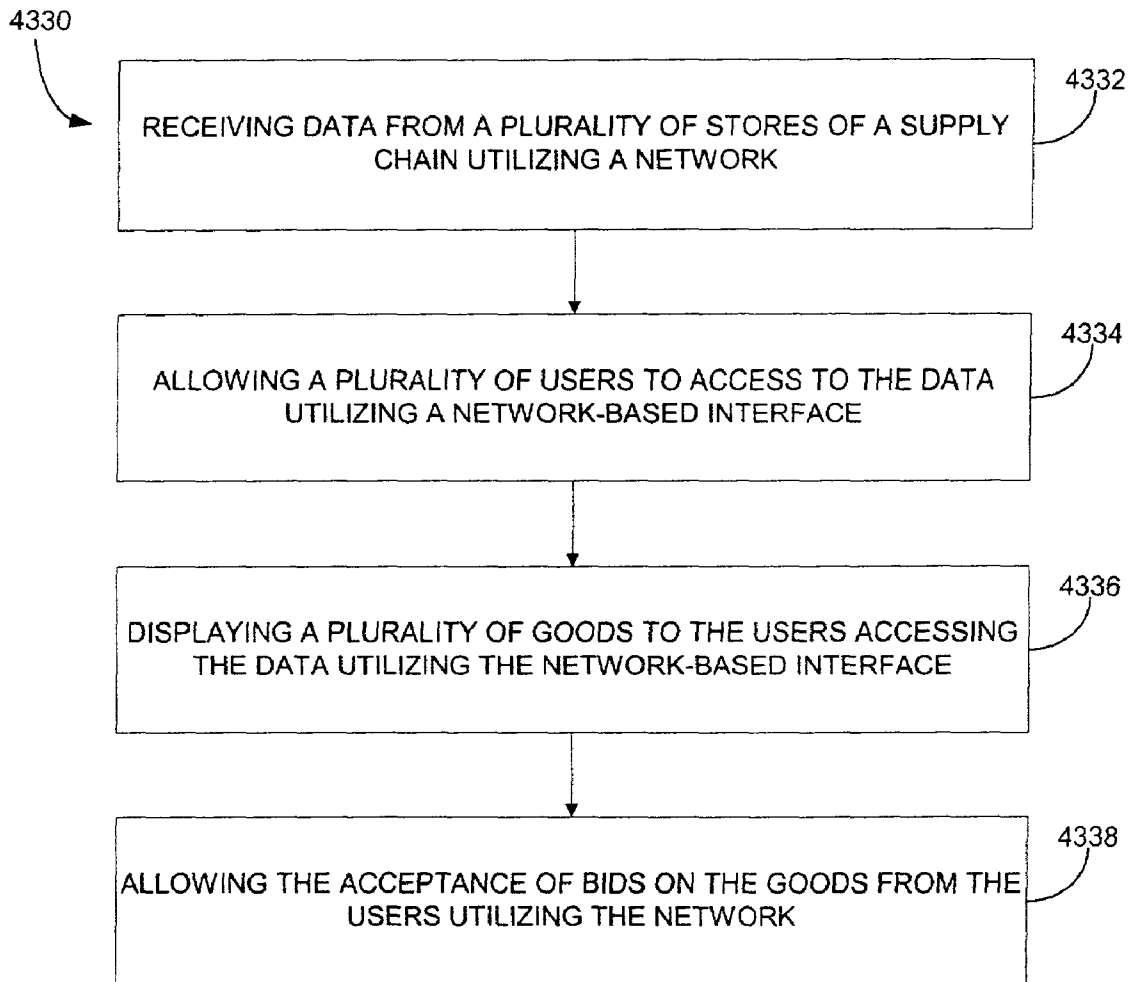 4330
4332
RECEIVING DATA FROM A PLURALITY OF STORES OF A SUPPLY
CHAIN UTILIZING A NETWORK
4334
ALLOWING A PLURALITY OF USERS TO ACCESS TO THE DATA
UTILIZING A NETWORK-BASED INTERFACE
4336
DISPLAYING A PLURALITY OF GOODS TO THE USERS ACCESSING
THE DATA UTILIZING THE NETWORK-BASED INTERFACE
4338
ALLOWING THE ACCEPTANCE OF BIDS ON THE GOODS FROM THE
USERS UTILIZING THE NETWORK